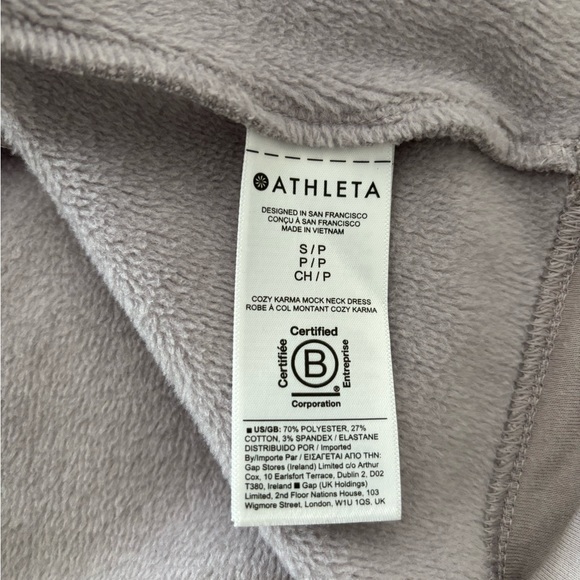 ATHLETA
DESIGNED IN SAN FRANCISCO
CONÇU À SAN FRANCISCO
MADE IN VIETNAM
S / P
P / P
CH / P
COZY KARMA MOCK NECK DRESS
ROBE À COL MONTANT COZY KARMA
Certified
Certifiée
B
Entreprise
®
Corporation
■ US/GB: 70% POLYESTER, 27%
COTTON, 3% SPANDEX / ELASTANE
DISTRIBUIDO POR / Imported
By/Importe Par / ΕΙΣΑΓΕΤΑΙ ΑΠΟ ΤΗΝ:
Gap Stores (Ireland) Limited c/o Arthur
Cox, 10 Earlsfort Terrace, Dublin 2, D02
T380, Ireland ■ Gap (UK Holdings)
Limited, 2nd Floor Nations House, 103
Wigmore Street, London, W1U 1QS, UK